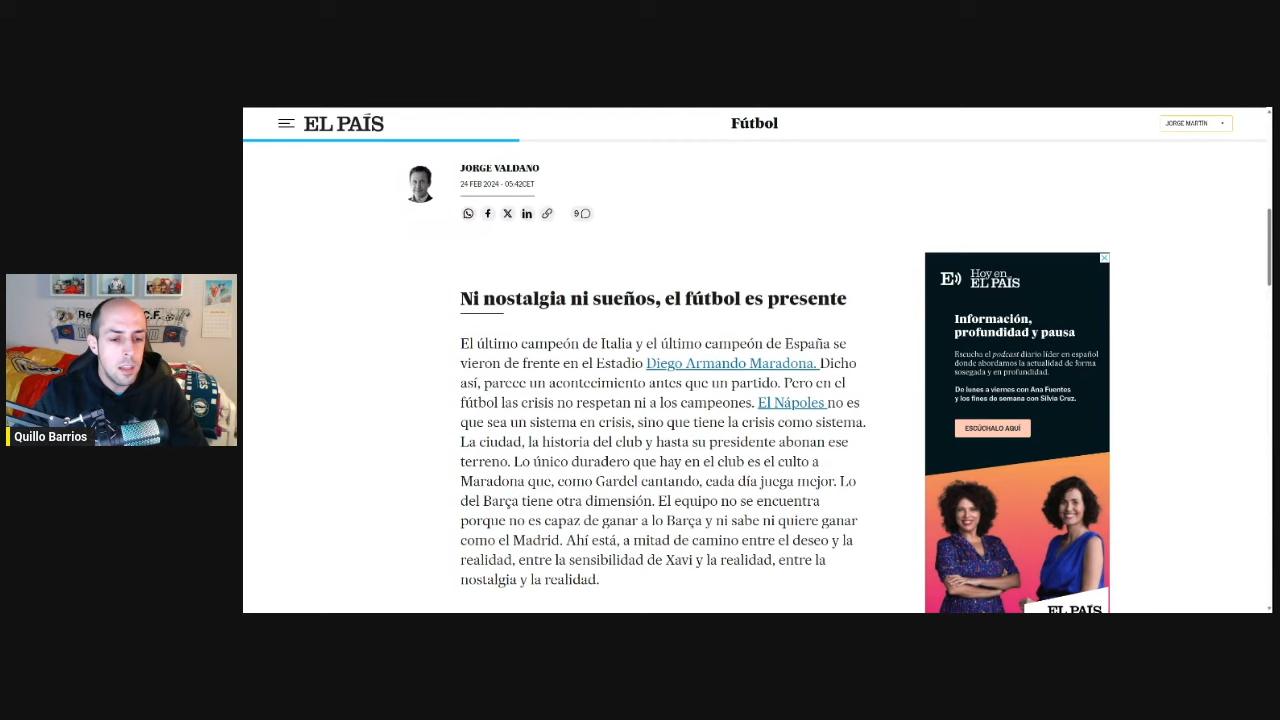 EL PAÍS
Fútbol
JORGE MARTÍN
JORGE VALDANO
24 FEB 2024 - 05:42CET
9
Ni nostalgia ni sueños, el fútbol es presente
El último campeón de Italia y el último campeón de España se
vieron de frente en el Estadio Diego Armando Maradona. Dicho
así, parece un acontecimiento antes que un partido. Pero en el
fútbol las crisis no respetan ni a los campeones. El Nápoles no es
que sea un sistema en crisis, sino que tiene la crisis como sistema.
La ciudad, la historia del club y hasta su presidente abonan ese
terreno. Lo único duradero que hay en el club es el culto a
Maradona que, como Gardel cantando, cada día juega mejor. Lo
del Barça tiene otra dimensión. El equipo no se encuentra
porque no es capaz de ganar a lo Barça y ni sabe ni quiere ganar
como el Madrid. Ahí está, a mitad de camino entre el deseo y la
realidad, entre la sensibilidad de Xavi y la realidad, entre la
nostalgia y la realidad.
E
Hoy en
EL PAÍS
Información,
profundidad y pausa
Escucha el podcast diario líder en español
donde abordamos la actualidad de forma
sosegada y en profundidad.
De lunes a viernes con Ana Fuentes
y los fines de semana con Silvia Cruz.
ESCÚCHALO AQUÍ
EL PAÍS
Quillo Barrios